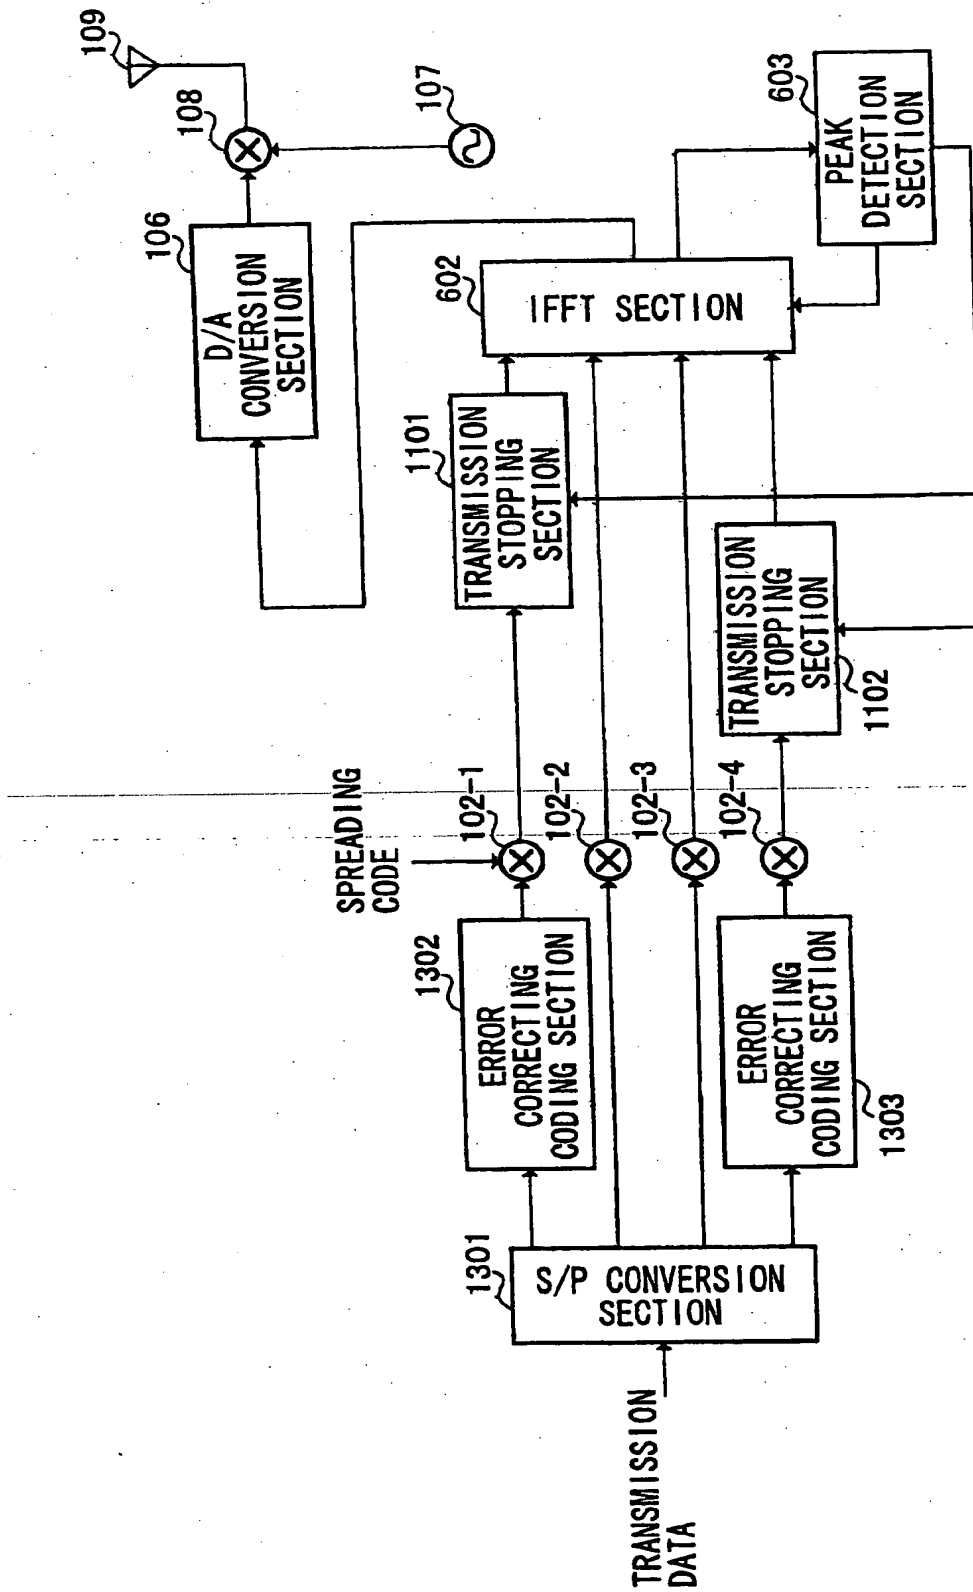 TRANSMISSION
DATA
1301
S/P CONVERSION
SECTION
1302
ERROR
CORRECTING
CODING SECTION
ERROR
CORRECTING
CODING SECTION
1303
SPREADING
CODE
102-1
102-2
102-3
102-4
1101
TRANSMISSION
STOPPING
SECTION
TRANSMISSION
STOPPING
SECTION
1102
602
IFFT SECTION
603
PEAK
DETECTION
SECTION
106
D/A
CONVERSION
SECTION
108
107
109